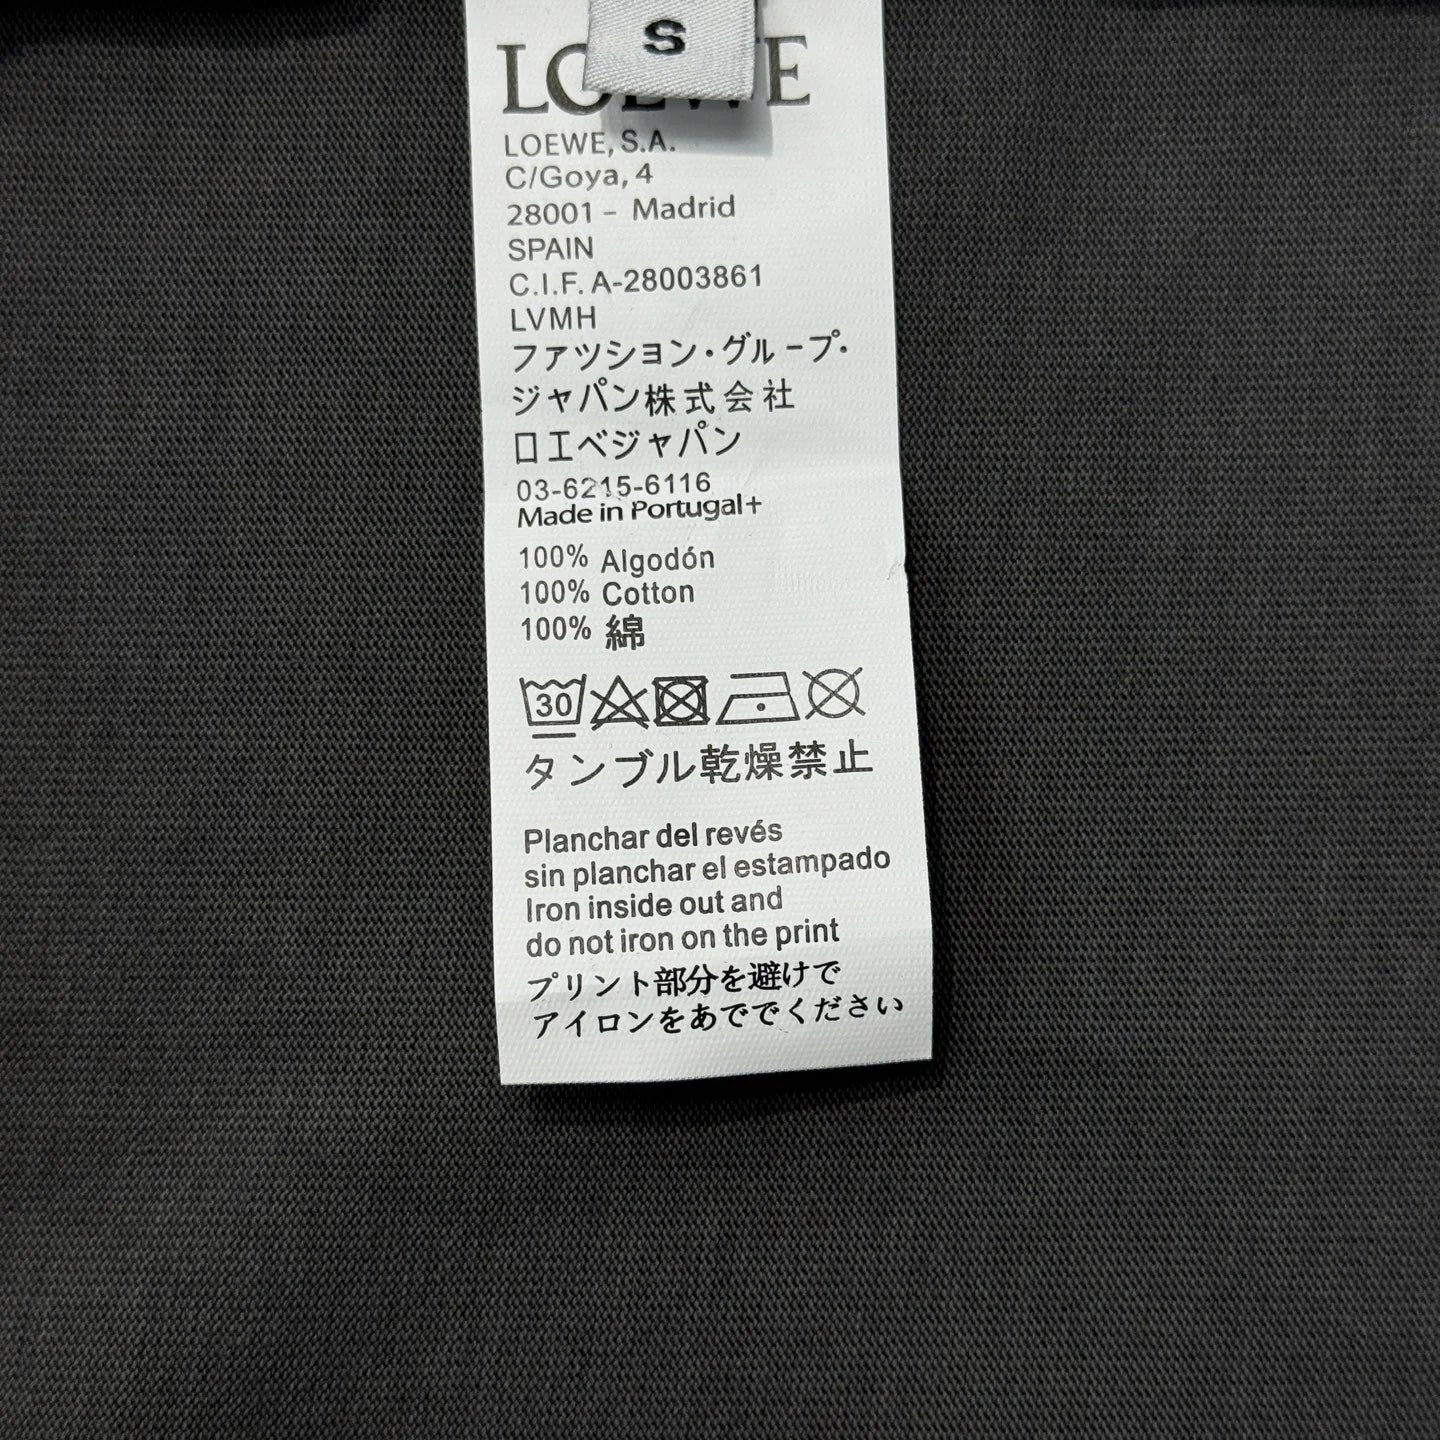 S
LOEWE
LOEWE, S.A.
C/Goya, 4
28001 - Madrid
SPAIN
C.I.F. A-28003861
LVMH
ファツション・グループ・
ジャパン株式会社
ロエベジャパン
03-6215-6116
Made in Portugal+
100% Algodón
100% Cotton
100% 綿
30
タンブル乾燥禁止
Planchar del revés
sin planchar el estampado
Iron inside out and
do not iron on the print
プリント部分を避けで
アイロンをあででください